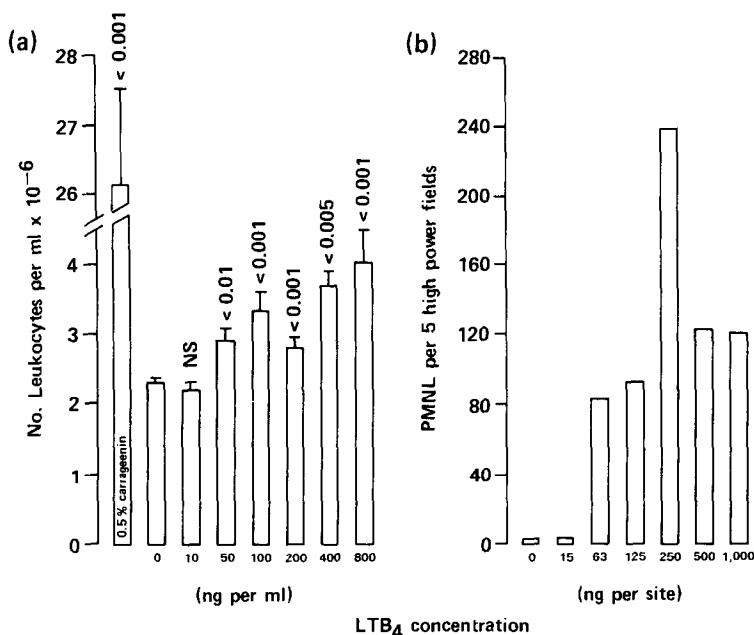 (a)
No. Leukocytes per ml x 10−6
28
27
26
4
3
2
1
0
< 0.001
NS
< 0.01
< 0.001
< 0.001
< 0.005
< 0.001
0.5% carrageenin
0 10 50 100 200 400 800
(ng per ml)
(b)
PMNL per 5 high power fields
280
240
200
160
120
80
40
0
0 15 63 125 250 500 1,000
(ng per site)
LTB4 concentration